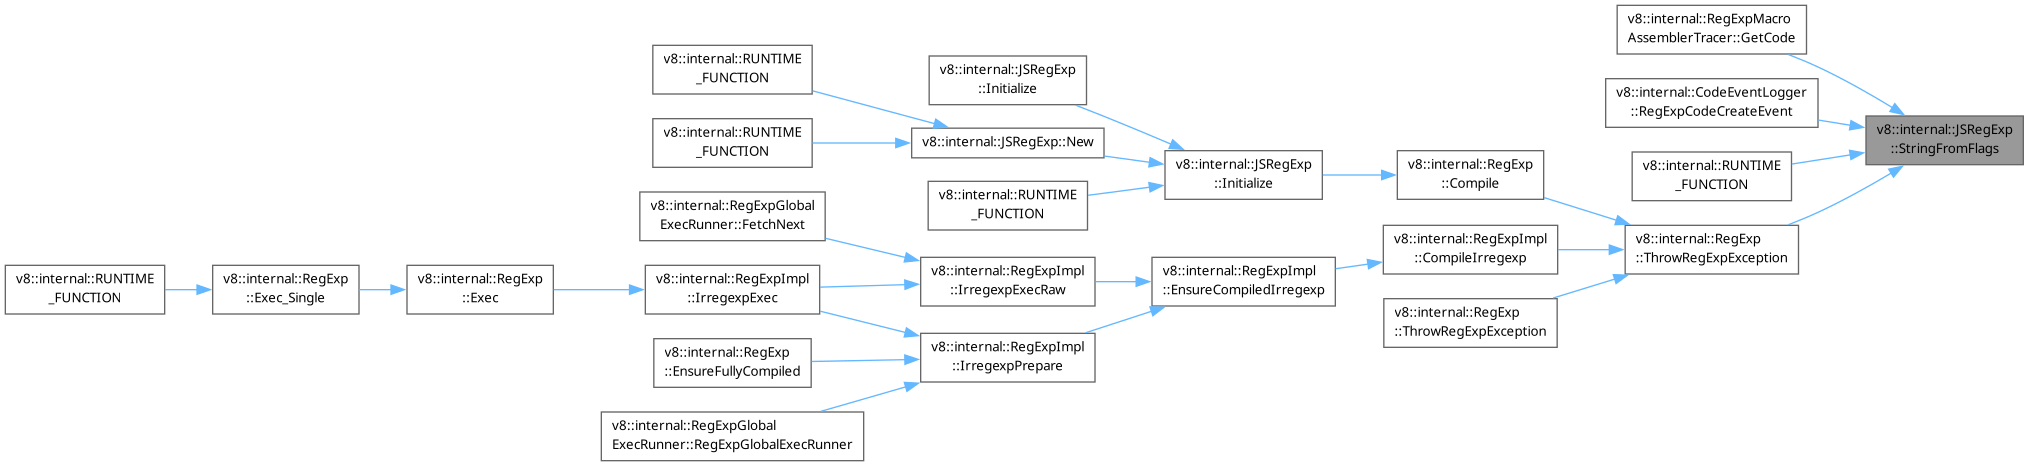 v8::internal::RegExpMacro
AssemblerTracer::GetCode
v8::internal::RUNTIME
_FUNCTION
v8::internal::JSRegExp
::Initialize
v8::internal::CodeEventLogger
::RegExpCodeCreateEvent
v8::internal::JSRegExp
::StringFromFlags
v8::internal::RUNTIME
_FUNCTION
v8::internal::JSRegExp::New
v8::internal::JSRegExp
::Initialize
v8::internal::RegExp
::Compile
v8::internal::RUNTIME
_FUNCTION
v8::internal::RUNTIME
_FUNCTION
v8::internal::RegExpGlobal
ExecRunner::FetchNext
v8::internal::RegExpImpl
::CompileIrregexp
v8::internal::RegExp
::ThrowRegExpException
v8::internal::RUNTIME
_FUNCTION
v8::internal::RegExp
::Exec_Single
v8::internal::RegExp
::Exec
v8::internal::RegExpImpl
::IrregexpExec
v8::internal::RegExpImpl
::IrregexpExecRaw
v8::internal::RegExpImpl
::EnsureCompiledIrregexp
v8::internal::RegExp
::ThrowRegExpException
v8::internal::RegExp
::EnsureFullyCompiled
v8::internal::RegExpImpl
::IrregexpPrepare
v8::internal::RegExpGlobal
ExecRunner::RegExpGlobalExecRunner